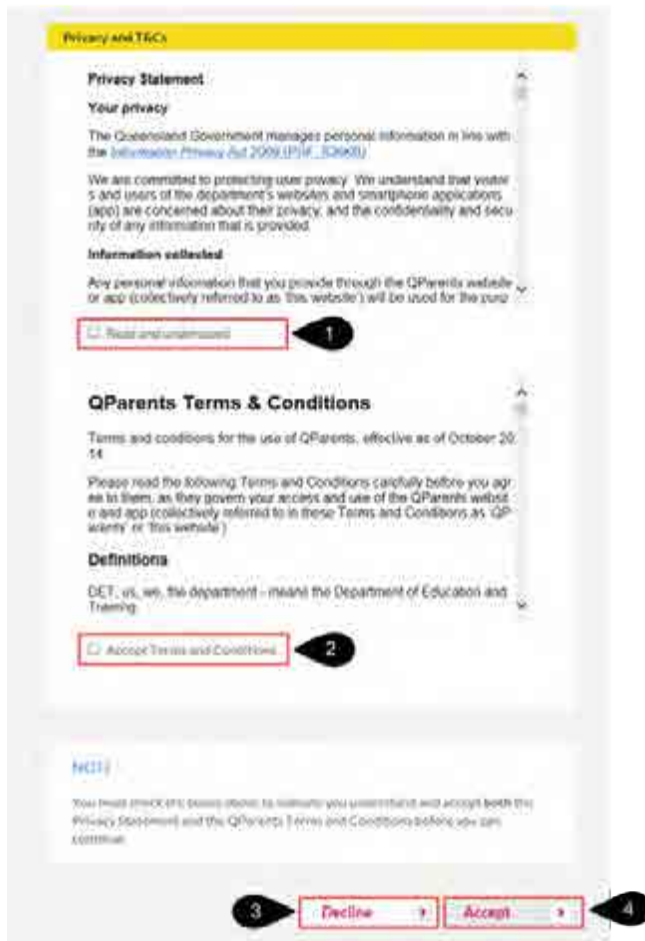 Privacy and T&Cs
Privacy Statement
Your privacy
The Queensland Government manages personal information in line with
the Information Privacy Act 2009 (PDF,
We are committed to protecting user privacy. We understand that visitor
s and users of the department's websites and smartphone applications
(app) are concerned about their privacy, and the confidentiality and secu
rity of any information that is provided.
Information collected
Any personal information that you provide through the QParents website
or app (collectively referred to as 'this website') will be used for the purp
Read and understood
1
QParents Terms & Conditions
Terms and conditions for the use of QParents, effective as of October 20
14
Please read the following Terms and Conditions carefully before you agr
ee to them, as they govern your access and use of the QParents websit
e and app (collectively referred to in these Terms and Conditions as 'QP
arents' or 'this website')
Definitions
DET, us, we, the department - means the Department of Education and
Training
Accept Terms and Conditions
2
NOTE
You must check the boxes above to indicate you understand and accept both the
Privacy Statement and the QParents Terms and Conditions before you can
continue.
3
Decline
Accept
4